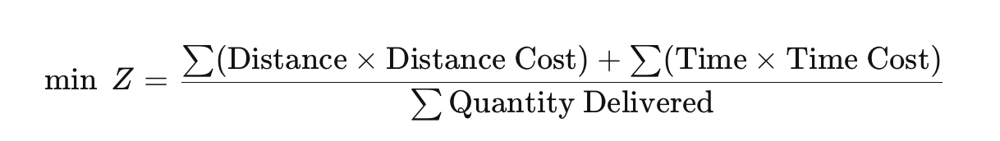 min Z = ∑(Distance × Distance Cost) + ∑(Time × Time Cost)
∑ Quantity Delivered